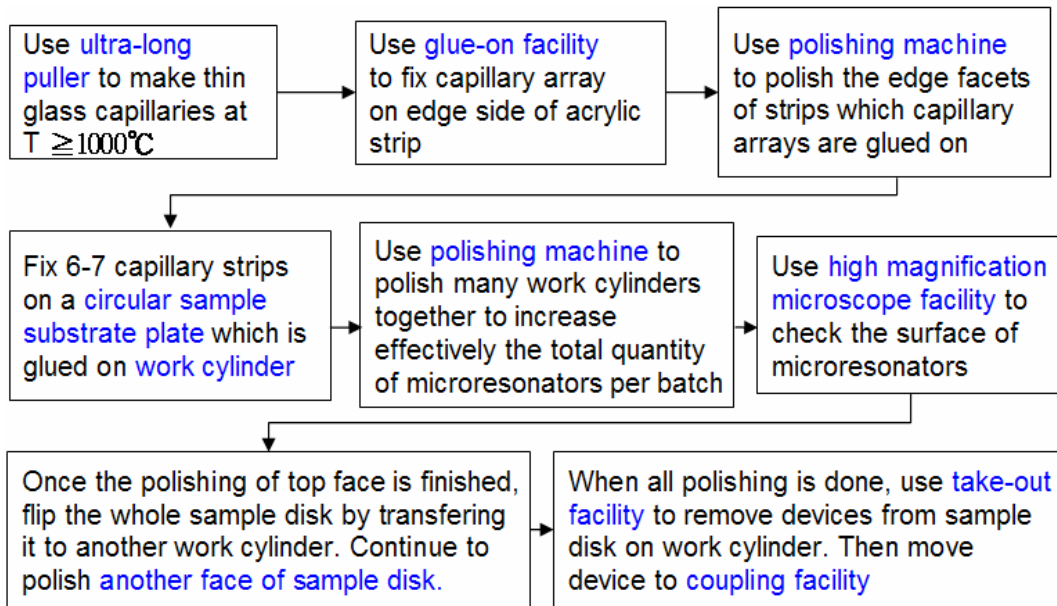 Use ultra-long
puller to make thin
glass capillaries at
T ≧1000℃
Use glue-on facility
to fix capillary array
on edge side of acrylic
strip
Use polishing machine
to polish the edge facets
of strips which capillary
arrays are glued on
Fix 6-7 capillary strips
on a circular sample
substrate plate which is
glued on work cylinder
Use polishing machine to
polish many work cylinders
together to increase
effectively the total quantity
of microresonators per batch
Use high magnification
microscope facility to
check the surface of
microresonators
Once the polishing of top face is finished,
flip the whole sample disk by transfering
it to another work cylinder. Continue to
polish another face of sample disk.
When all polishing is done, use take-out
facility to remove devices from sample
disk on work cylinder. Then move
device to coupling facility